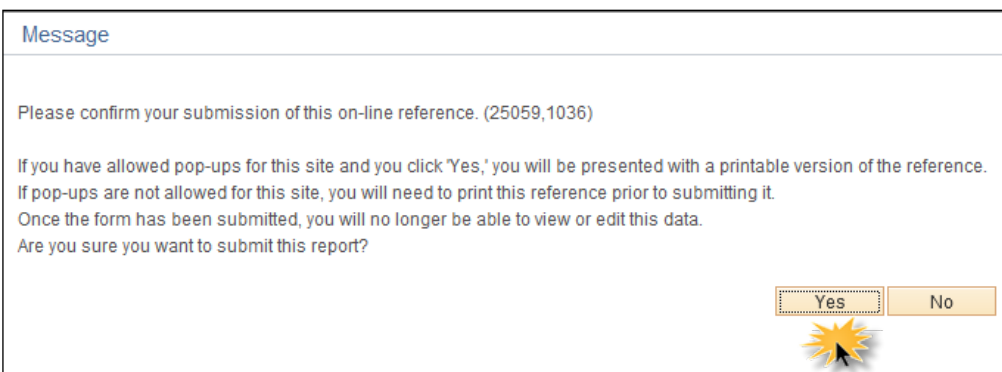 Message
Please confirm your submission of this on-line reference. (25059,1036)
If you have allowed pop-ups for this site and you click 'Yes,' you will be presented with a printable version of the reference.
If pop-ups are not allowed for this site, you will need to print this reference prior to submitting it.
Once the form has been submitted, you will no longer be able to view or edit this data.
Are you sure you want to submit this report?
Yes No